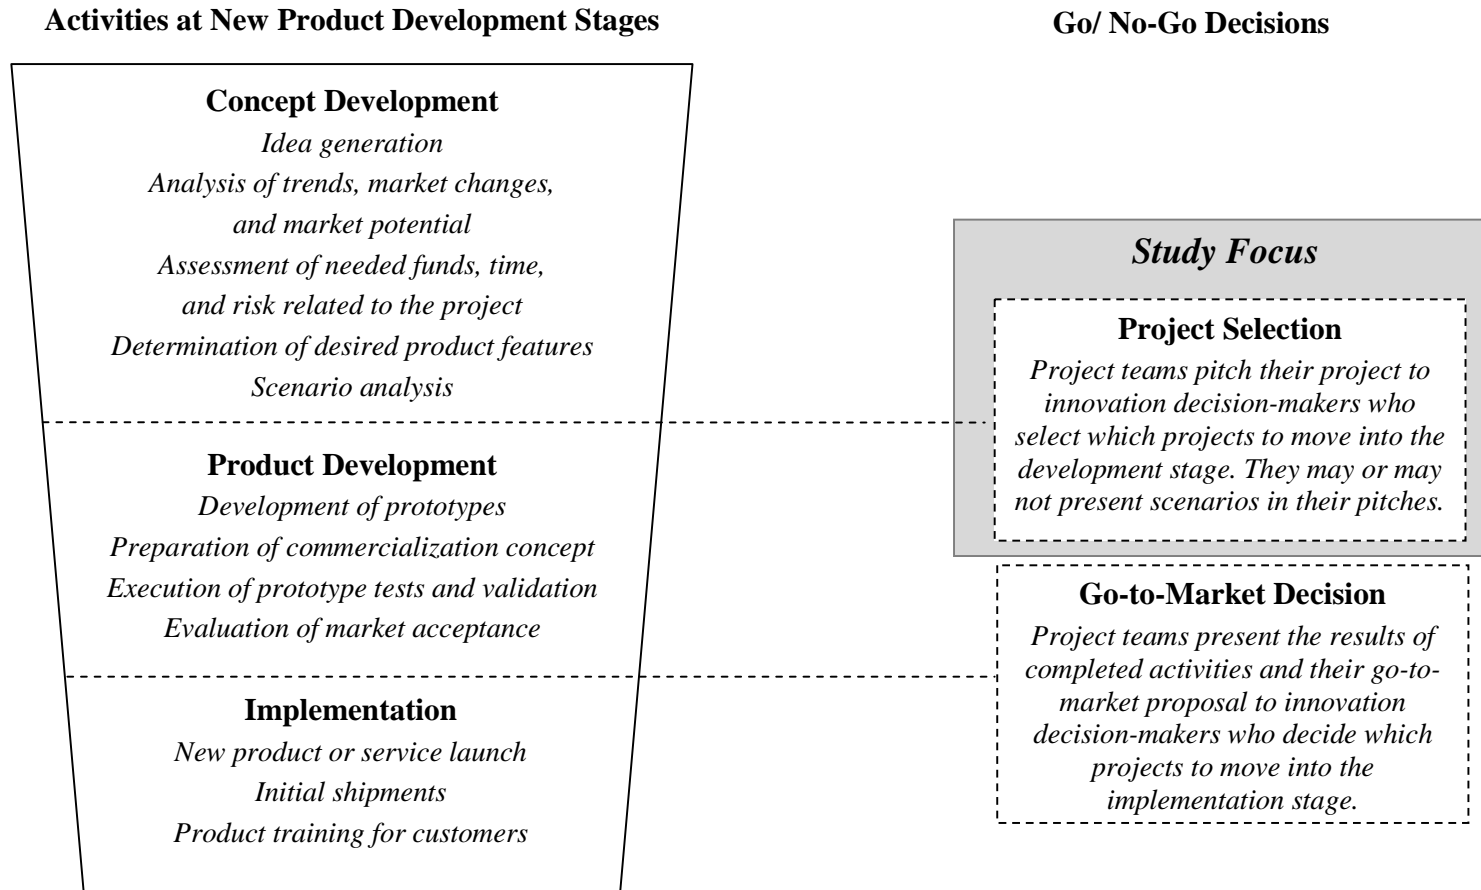 Activities at New Product Development Stages
Concept Development
Idea generation
Analysis of trends, market changes,
and market potential
Assessment of needed funds, time,
and risk related to the project
Determination of desired product features
Scenario analysis
Product Development
Development of prototypes
Preparation of commercialization concept
Execution of prototype tests and validation
Evaluation of market acceptance
Implementation
New product or service launch
Initial shipments
Product training for customers
Go/ No-Go Decisions
Study Focus
Project Selection
Project teams pitch their project to
innovation decision-makers who
select which projects to move into the
development stage. They may or may
not present scenarios in their pitches.
Go-to-Market Decision
Project teams present the results of
completed activities and their go-to-
market proposal to innovation
decision-makers who decide which
projects to move into the
implementation stage.